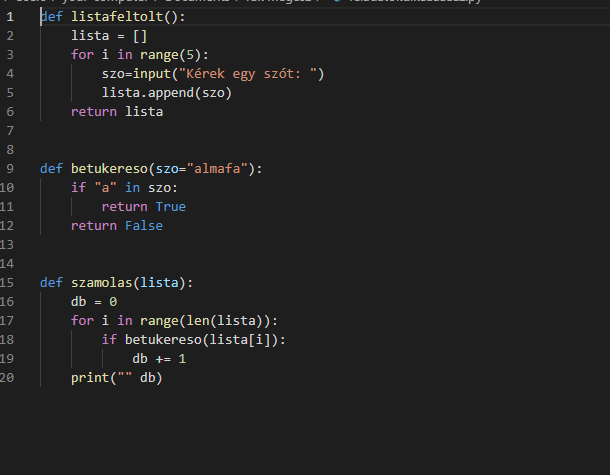 1 def listafeltolt():
2     lista = []
3     for i in range(5):
4         szo=input("Kérek egy szót: ")
5         lista.append(szo)
6     return lista
7
8
9 def betukereso(szo="almafa"):
10     if "a" in szo:
11         return True
12     return False
13
14
15 def szamolas(lista):
16     db = 0
17     for i in range(len(lista)):
18         if betukereso(lista[i]):
19             db += 1
20     print("" db)